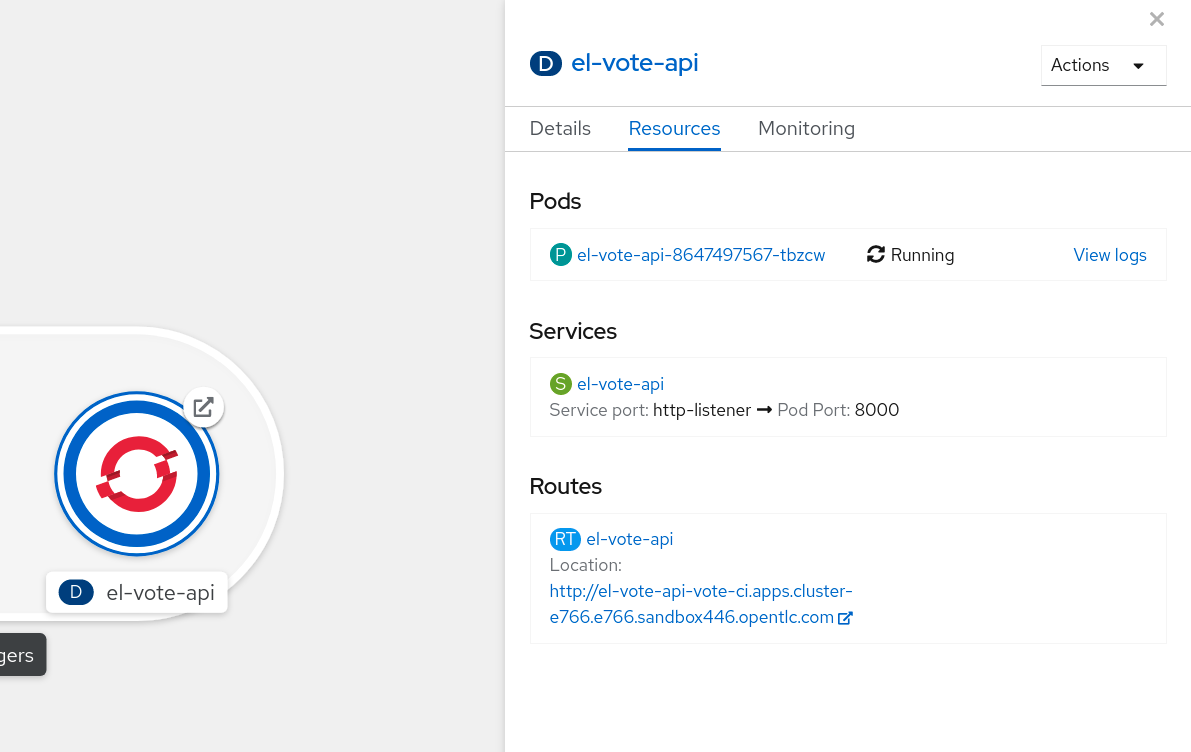 D el-vote-api
Actions
Details Resources Monitoring
Pods
P el-vote-api-8647497567-tbzcw Running View logs
Services
S el-vote-api
Service port: http-listener → Pod Port: 8000
Routes
RT el-vote-api
Location:
http://el-vote-api-vote-ci.apps.cluster-
e766.e766.sandbox446.opentlc.com
D el-vote-api
gers